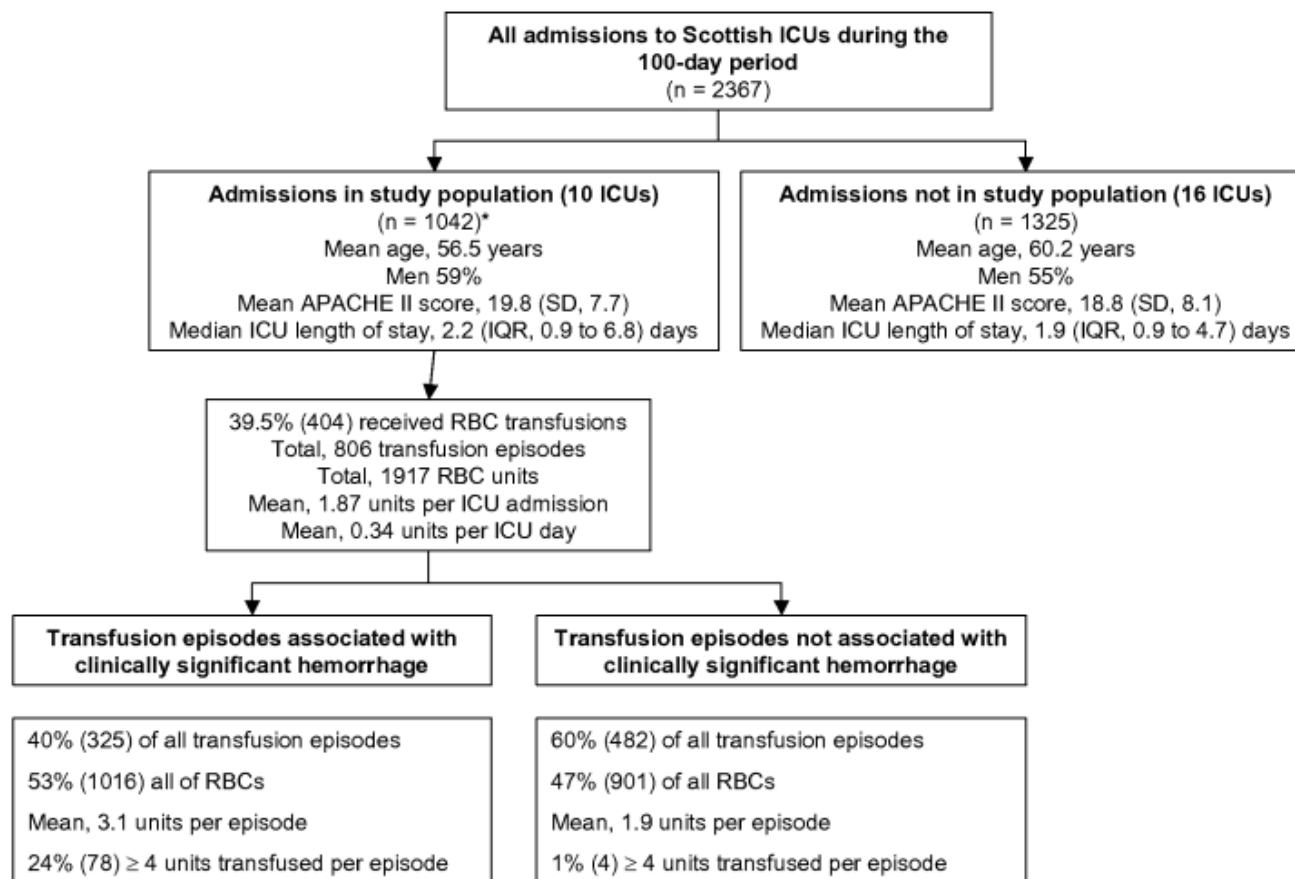 All admissions to Scottish ICUs during the
100-day period
(n = 2367)
Admissions in study population (10 ICUs)
(n = 1042)*
Mean age, 56.5 years
Men 59%
Mean APACHE II score, 19.8 (SD, 7.7)
Median ICU length of stay, 2.2 (IQR, 0.9 to 6.8) days
Admissions not in study population (16 ICUs)
(n = 1325)
Mean age, 60.2 years
Men 55%
Mean APACHE II score, 18.8 (SD, 8.1)
Median ICU length of stay, 1.9 (IQR, 0.9 to 4.7) days
39.5% (404) received RBC transfusions
Total, 806 transfusion episodes
Total, 1917 RBC units
Mean, 1.87 units per ICU admission
Mean, 0.34 units per ICU day
Transfusion episodes associated with
clinically significant hemorrhage
Transfusion episodes not associated with
clinically significant hemorrhage
40% (325) of all transfusion episodes
53% (1016) all of RBCs
Mean, 3.1 units per episode
24% (78) ≥ 4 units transfused per episode
60% (482) of all transfusion episodes
47% (901) of all RBCs
Mean, 1.9 units per episode
1% (4) ≥ 4 units transfused per episode